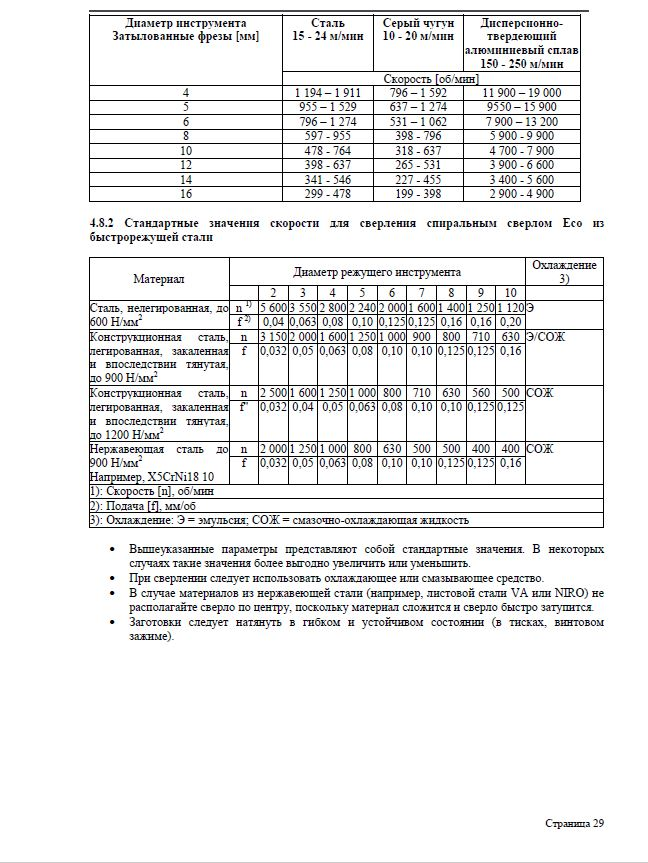 Диаметр инструмента Затылованные фрезы [мм] Сталь 15 - 24 м/мин Серый чугун 10 - 20 м/мин Дисперсионно-твердеющий алюминиевый сплав 150 - 250 м/мин
Скорость [об/мин]
4 1 194 – 1 911 796 – 1 592 11 900 – 19 000
5 955 – 1 529 637 – 1 274 9550 – 15 900
6 796 – 1 274 531 – 1 062 7 900 – 13 200
8 597 - 955 398 - 796 5 900 - 9 900
10 478 - 764 318 - 637 4 700 - 7 900
12 398 - 637 265 - 531 3 900 - 6 600
14 341 - 546 227 - 455 3 400 - 5 600
16 299 - 478 199 - 398 2 900 - 4 900
4.8.2 Стандартные значения скорости для сверления спиральным сверлом Eco из
быстрорежущей стали
Материал Диаметр режущего инструмента Охлаждение 3)
2 3 4 5 6 7 8 9 10
Сталь, нелегированная, до n 1) 5 600 3 550 2 800 2 240 2 000 1 600 1 400 1 250 1 120 Э
600 Н/мм2 f 2) 0,04 0,063 0,08 0,10 0,125 0,125 0,16 0,16 0,20
Конструкционная сталь, n 3 150 2 000 1 600 1 250 1 000 900 800 710 630 Э/СОЖ
легированная, закаленная f 0,032 0,05 0,063 0,08 0,10 0,10 0,125 0,125 0,16
и впоследствии тянутая,
до 900 Н/мм2
Конструкционная сталь, n 2 500 1 600 1 250 1 000 800 710 630 560 500 СОЖ
легированная, закаленная f" 0,032 0,04 0,05 0,063 0,08 0,10 0,10 0,125 0,125
и впоследствии тянутая,
до 1200 Н/мм2
Нержавеющая сталь до n 2 000 1 250 1 000 800 630 500 500 400 400 СОЖ
900 Н/мм2 f 0,032 0,05 0,063 0,08 0,10 0,10 0,125 0,125 0,16
Например, X5CrNi18 10
1): Скорость [n], об/мин
2): Подача [f], мм/об
3): Охлаждение: Э = эмульсия; СОЖ = смазочно-охлаждающая жидкость
• Вышеуказанные параметры представляют собой стандартные значения. В некоторых
случаях такие значения более выгодно увеличить или уменьшить.
• При сверлении следует использовать охлаждающее или смазывающее средство.
• В случае материалов из нержавеющей стали (например, листовой стали VA или NIRO) не
располагайте сверло по центру, поскольку материал сложится и сверло быстро затупится.
• Заготовки следует натянуть в гибком и устойчивом состоянии (в тисках, винтовом
зажиме).
Страница 29